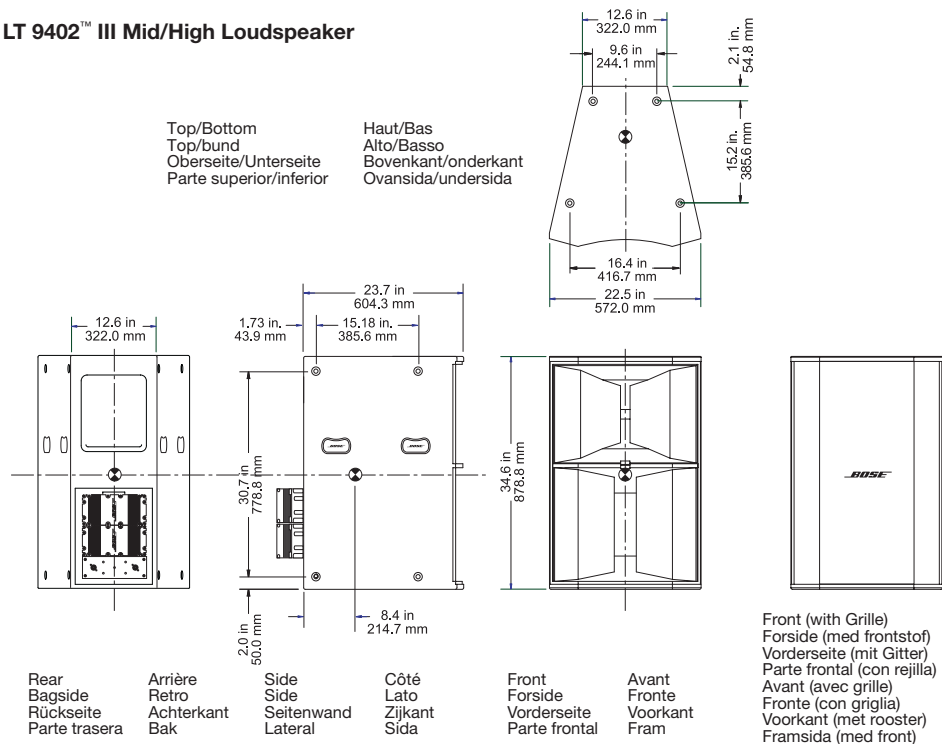 LT 9402™ III Mid/High Loudspeaker
12.6 in
322.0 mm
9.6 in
244.1 mm
2.1 in.
54.8 mm
15.2 in.
385.6 mm
16.4 in
416.7 mm
22.5 in
572.0 mm
Top/Bottom
Top/bund
Oberseite/Unterseite
Parte superior/inferior
Haut/Bas
Alto/Basso
Bovenkant/onderkant
Ovansida/undersida
12.6 in
322.0 mm
23.7 in
604.3 mm
1.73 in.
43.9 mm
15.18 in.
385.6 mm
30.7 in
778.8 mm
BOSE
BOSE
2.0 in
50.0 mm
8.4 in
214.7 mm
34.6 in
878.8 mm
BOSE
Rear
Bagside
Rückseite
Parte trasera
Arrière
Retro
Achterkant
Bak
Side
Side
Seitenwand
Lateral
Côté
Lato
Zijkant
Sida
Front
Forside
Vorderseite
Parte frontal
Avant
Fronte
Voorkant
Fram
Front (with Grille)
Forside (med frontstof)
Vorderseite (mit Gitter)
Parte frontal (con rejilla)
Avant (avec grille)
Fronte (con griglia)
Voorkant (met rooster)
Framsida (med front)